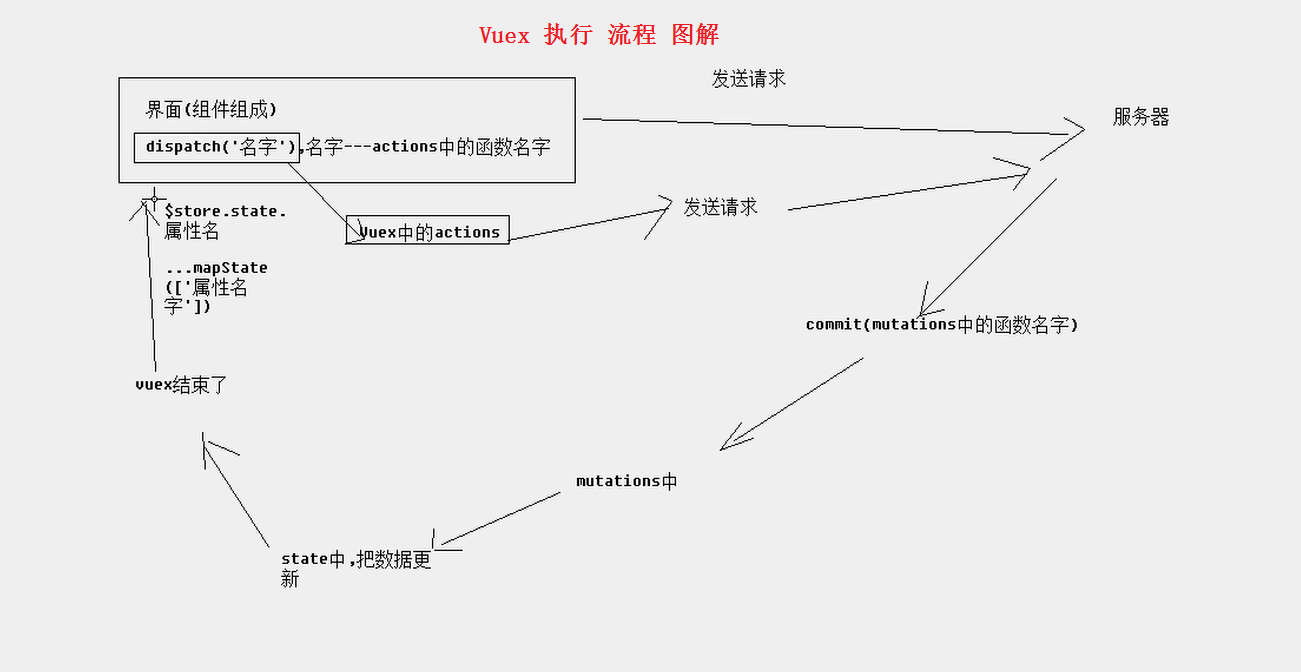 Vuex 执行 流程 图解
发送请求
界面(组件组成)
服务器
dispatch('名字'),名字---actions中的函数名字
$store.state.
属性名
发送请求
Vuex中的actions
...mapState
(['属性名
字'])
commit(mutations中的函数名字)
vuex结束了
mutations中
state中,把数据更
新